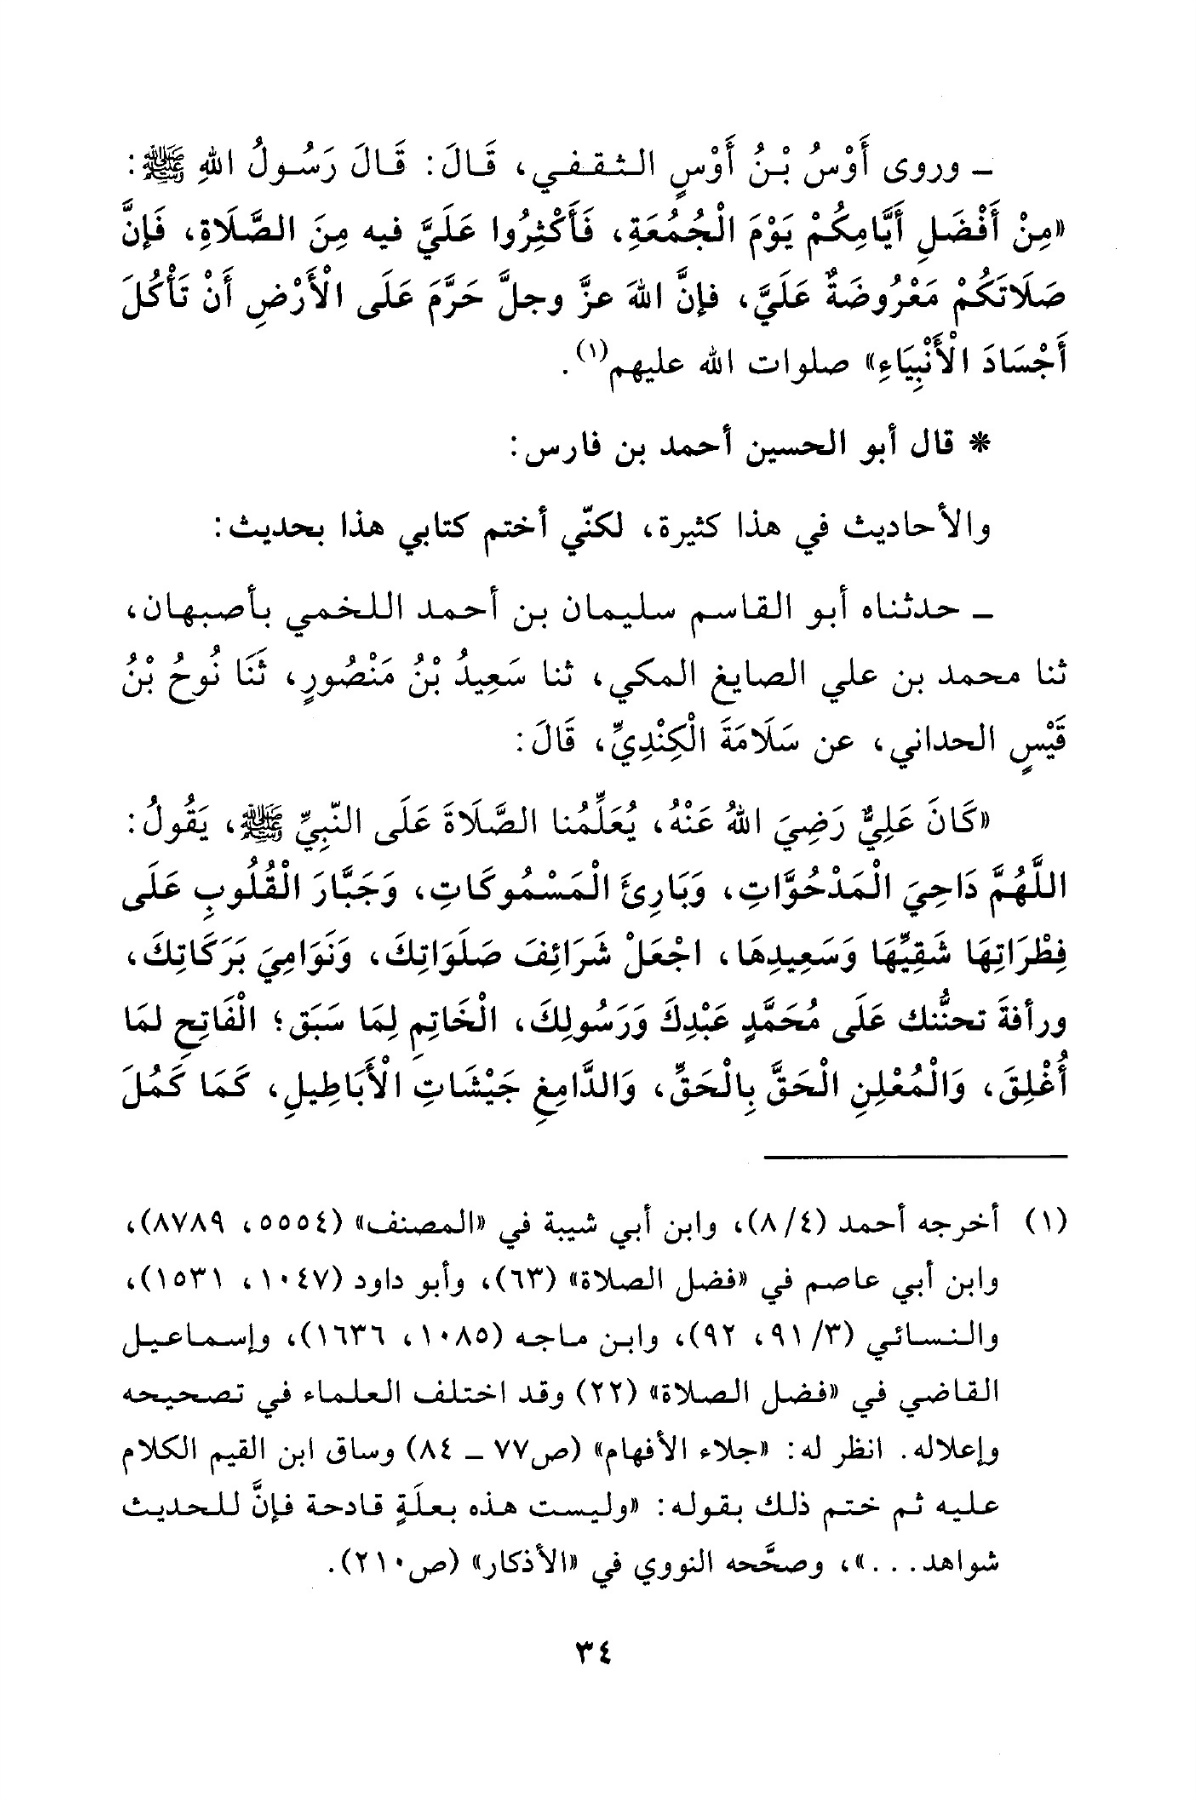 ــ وروى أَوْسُ بْنُ أَوْسٍ الثقفي، قَالَ: قَالَ رَسُولُ اللهِ ﷺ:
«مِنْ أَفْضَلِ أَيَّامِكُمْ يَوْمَ الْجُمُعَةِ، فَأَكْثِرُوا عَلَيَّ فيه مِنَ الصَّلَاةِ، فَإنَّ
صَلَاتَكُمْ مَعْرُوضَةٌ عَلَيَّ، فإنَّ اللهَ عزَّ وجلَّ حَرَّمَ عَلَى الْأَرْضِ أَنْ تَأْكُلَ
أَجْسَادَ الْأَنْبِيَاءِ» صلوات الله عليهم(١).
* قال أبو الحسين أحمد بن فارس:
والأحاديث في هذا كثيرة، لكنّي أختم كتابي هذا بحديث:
ــ حدثناه أبو القاسم سليمان بن أحمد اللخمي بأصبهان،
ثنا محمد بن علي الصايغ المكي، ثنا سَعِيدُ بْنُ مَنْصُورٍ، ثَنَا نُوحُ بْنُ
قَيْسٍ الحداني، عن سَلَامَةَ الْكِنْدِيِّ، قَالَ:
«كَانَ عَلِيٌّ رَضِيَ اللهُ عَنْهُ، يُعَلِّمُنا الصَّلَاةَ عَلَى النّبِيِّ ﷺ، يَقُولُ:
اللَّهُمَّ دَاحِيَ الْمَدْحُوَّاتِ، وَبَارِئَ الْمَسْمُوكَاتِ، وَجَبَّارَ الْقُلُوبِ عَلَى
فِطْرَاتِهَا شَقِيِّهَا وَسَعِيدِهَا، اجْعَلْ شَرَائِفَ صَلَوَاتِكَ، وَنَوَامِيَ بَرَكَاتِكَ،
ورأفةَ تحنُّنك عَلَى مُحَمَّدٍ عَبْدِكَ وَرَسُولِكَ، الْخَاتِمِ لِمَا سَبَق؛ الْفَاتِحِ لمَا
أُغْلِقَ، وَالْمُعْلِنِ الْحَقَّ بِالْحَقِّ، وَالدَّامِغِ جَيْشَاتِ الْأَبَاطِيلِ، كَمَا كَمُلَ
(١) أخرجه أحمد (٨/٤)، وابن أبي شيبة في «المصنف» (٥٥٥٤، ٨٧٨٩)،
وابن أبي عاصم في «فضل الصلاة» (٦٣)، وأبو داود (١٠٤٧، ١٥٣١)،
والنسائي (٩١/٣، ٩٢)، وابن ماجه (١٠٨٥، ١٦٣٦)، وإسماعيل
القاضي في «فضل الصلاة» (٢٢) وقد اختلف العلماء في تصحيحه
وإعلاله. انظر له: «جلاء الأفهام» (ص٧٧ ــ ٨٤) وساق ابن القيم الكلام
عليه ثم ختم ذلك بقوله: «وليست هذه بعلَةٍ قادحة فإنَّ للحديث
شواهد...»، وصحَّحه النووي في «الأذكار» (ص٢١٠).
٣٤